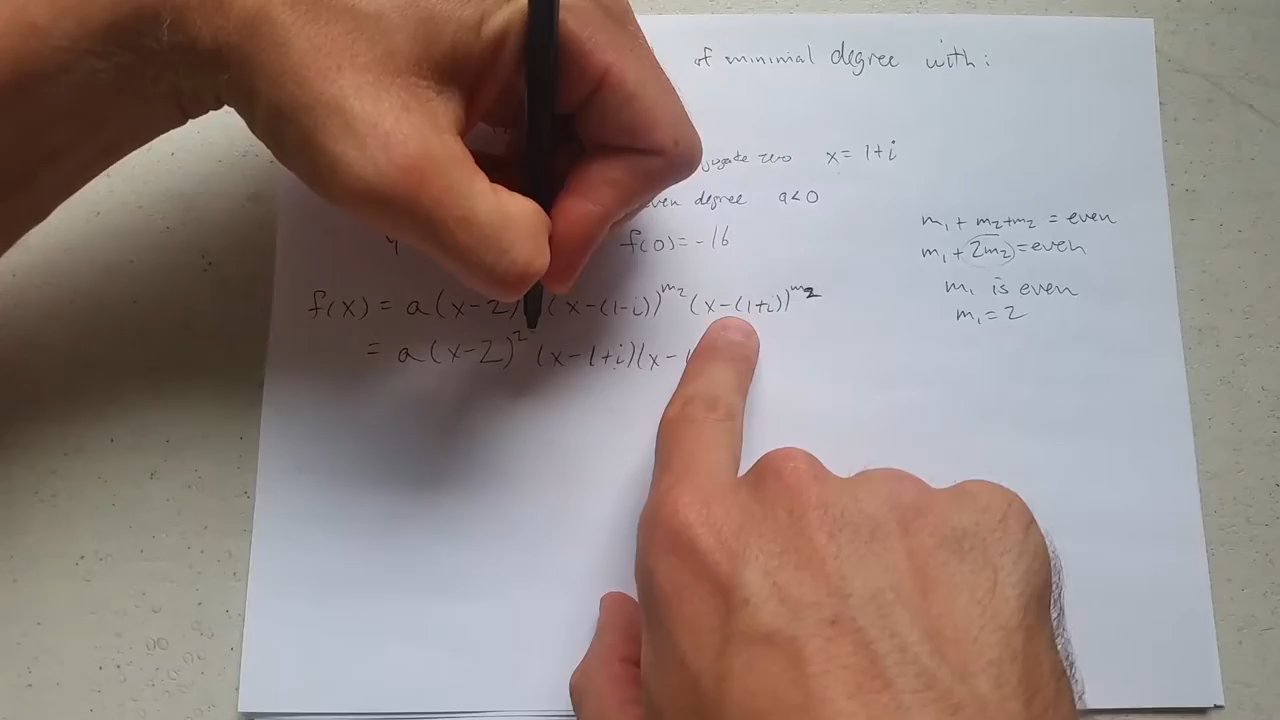 of minimal degree with:
zero x = 1+i
even degree a<0
f(0) = -16
f(x) = a(x-2) (x-(1-i))^m₂ (x-(1+i))^m₂
= a(x-2)² (x-1+i)(x-
m₁ + m₂ + m₂ = even
m₁ + 2m₂ = even
m₁ is even
m₁ = 2